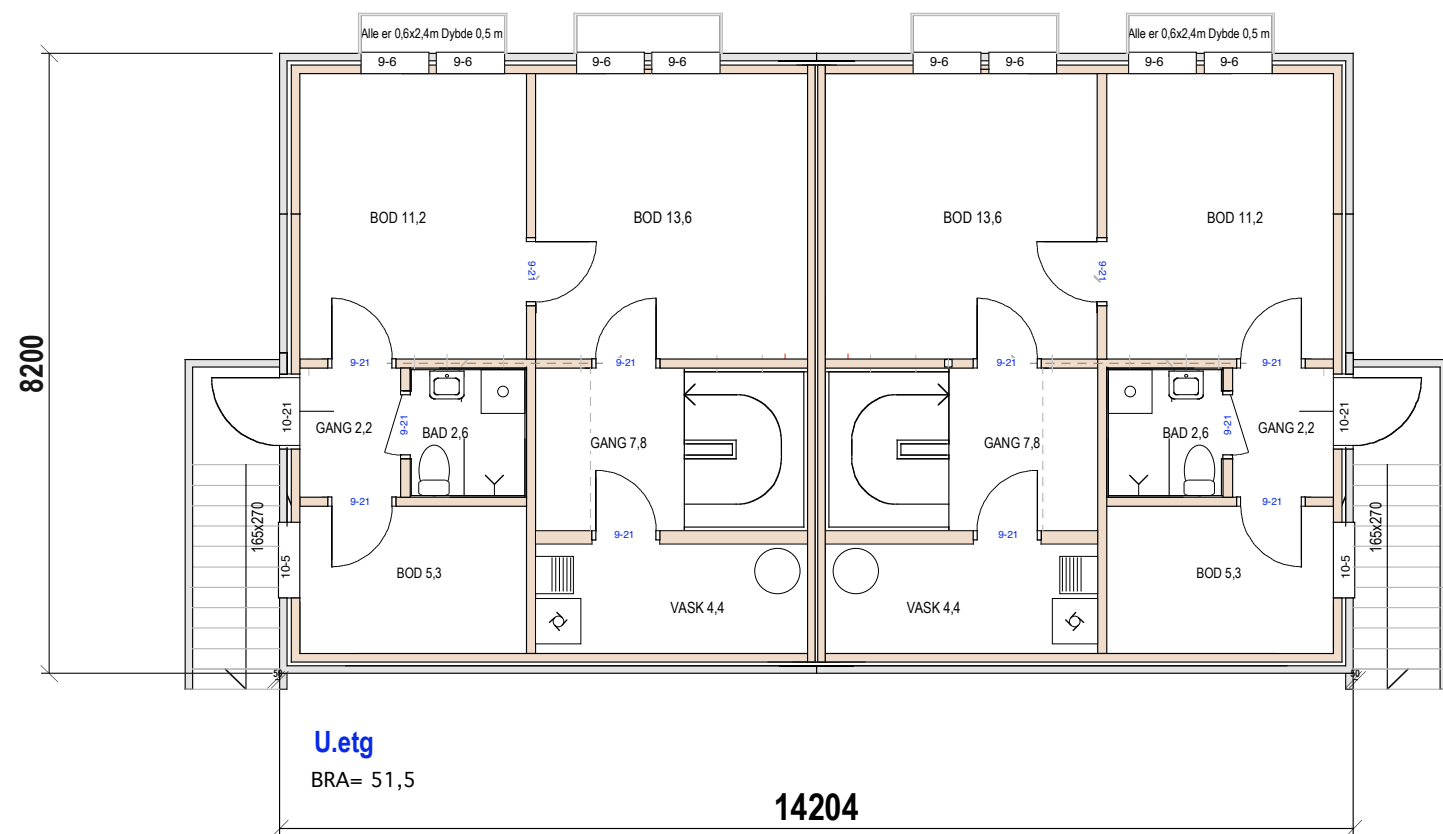 Alle er 0,6x2,4m Dybde 0,5 m
Alle er 0,6x2,4m Dybde 0,5 m
9-6 9-6 9-6 9-6 9-6 9-6 9-6 9-6
BOD 11,2 BOD 13,6 BOD 13,6 BOD 11,2
9-21 9-21
8200
9-21 9-21 9-21 9-21
10-21 GANG 2,2 9-21 BAD 2,6 GANG 7,8 GANG 7,8 BAD 2,6 9-21 GANG 2,2 10-21
9-21 9-21
165x270 165x270
9-21 9-21
10-5 BOD 5,3 BOD 5,3 10-5
VASK 4,4 VASK 4,4
50 50
U.etg
BRA= 51,5
14204